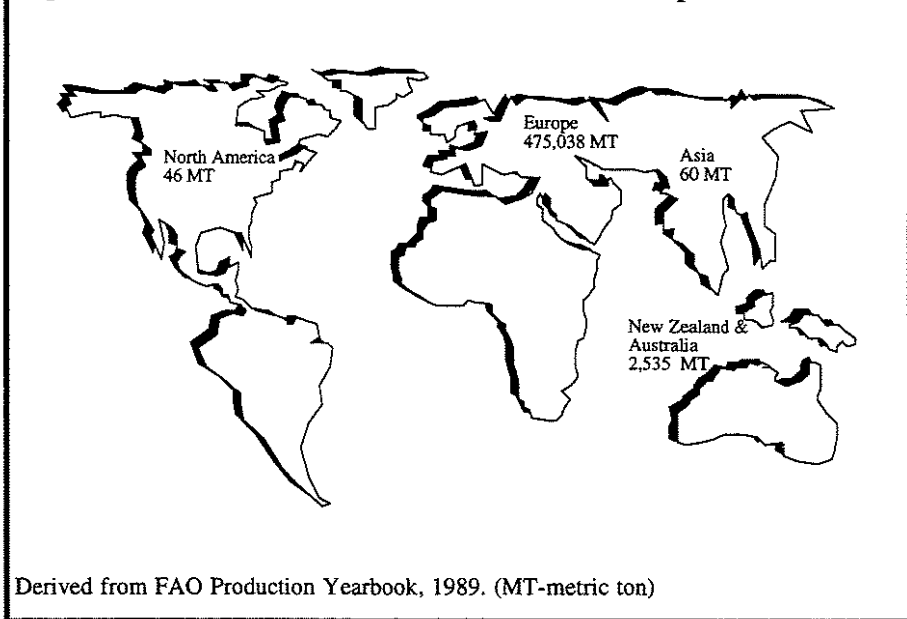 Europe
475,038 MT
North America
46 MT
Asia
60 MT
New Zealand &
Australia
2,535 MT
Derived from FAO Production Yearbook, 1989. (MT-metric ton)